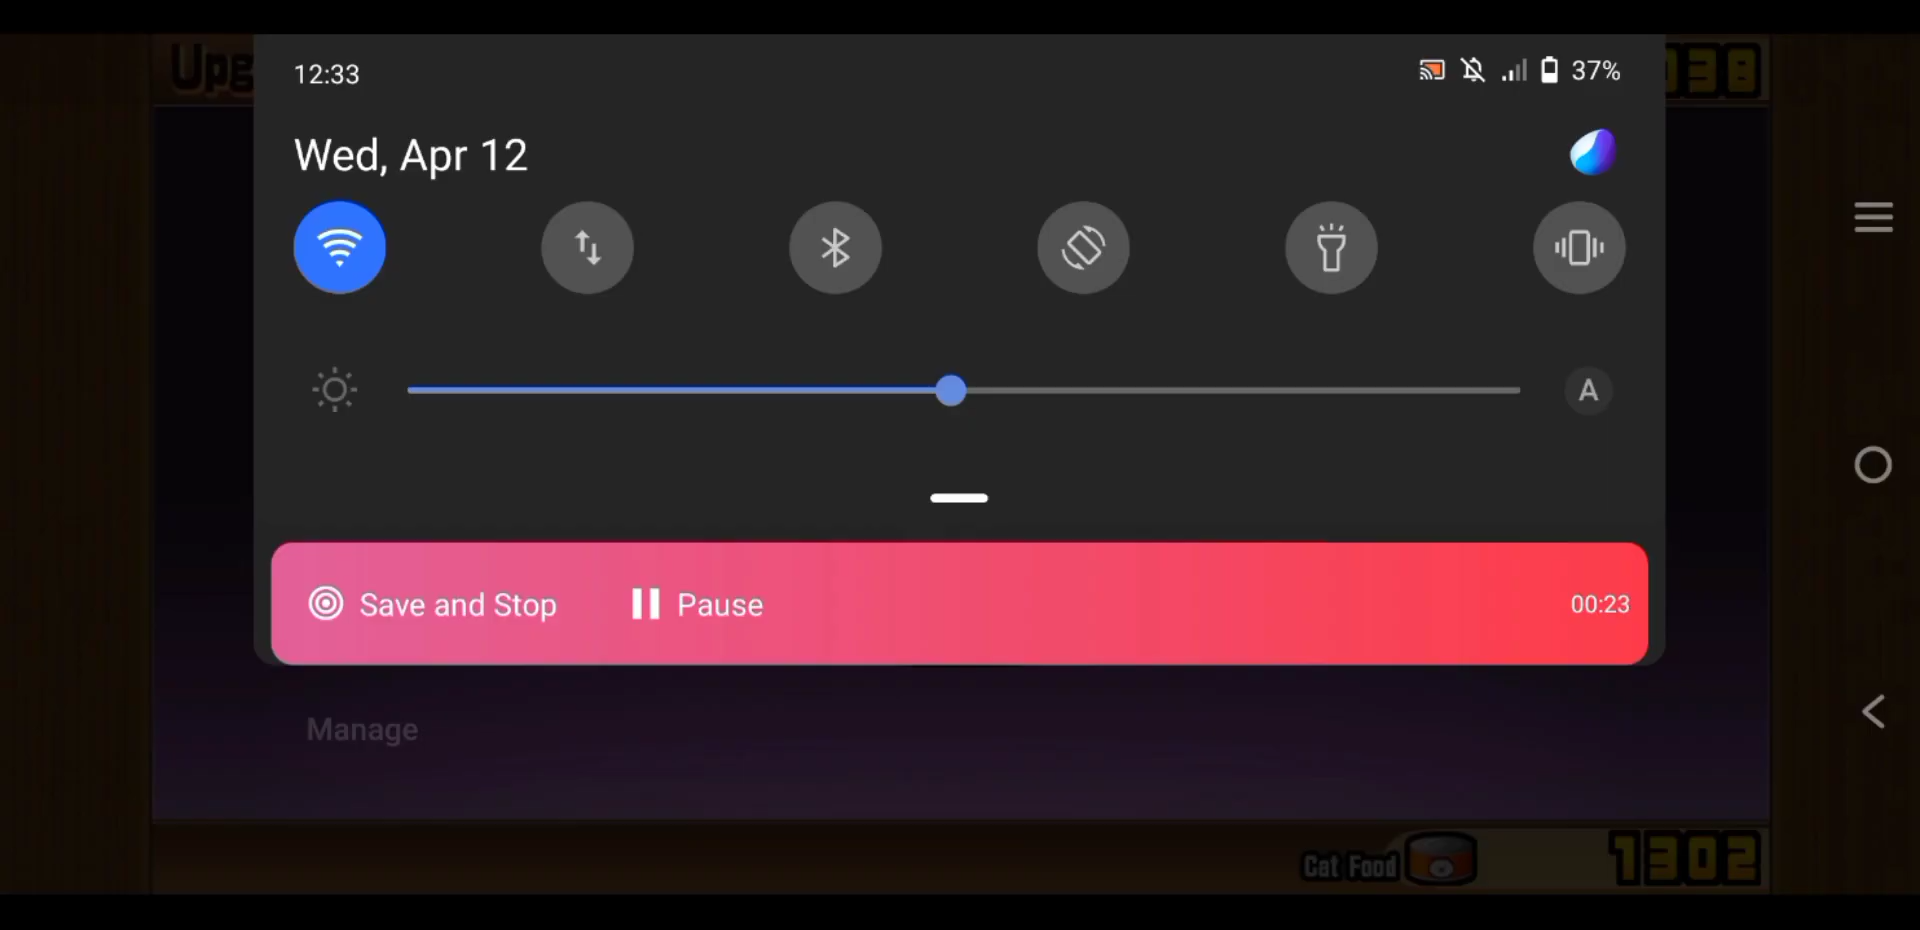 12:33
37%
Wed, Apr 12
A
Save and Stop
Pause
00:23
Manage
Cat Food
1302